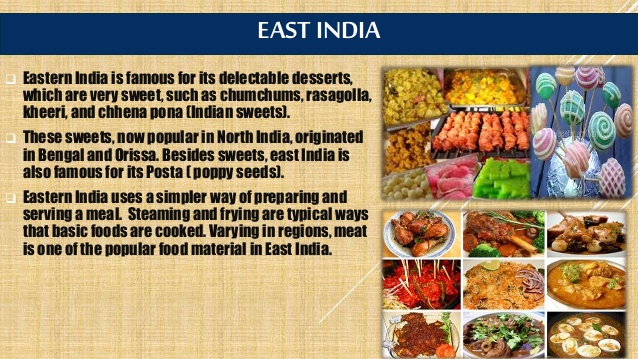 EAST INDIA
Eastern India is famous for its delectable desserts,
which are very sweet, such as chumchums, rasagolla,
kheeri, and chhena pona (Indian sweets).
These sweets, now popular in North India, originated
in Bengal and Orissa. Besides sweets, east India is
also famous for its Posta ( poppy seeds).
Eastern India uses a simpler way of preparing and
serving a meal. Steaming and frying are typical ways
that basic foods are cooked. Varying in regions, meat
is one of the popular food material in East India.